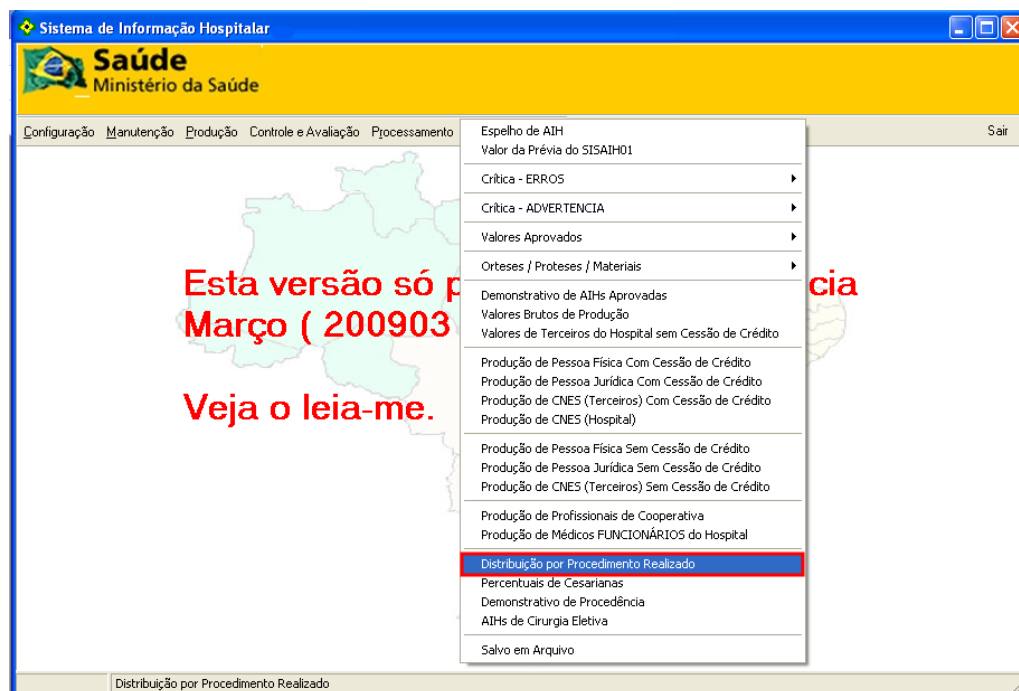 Sistema de Informação Hospitalar
Saúde
Ministério da Saúde
Configuração Manutenção Produção Controle e Avaliação Processamento
Sair
Espelho de AIH
Valor da Prévia do SISAIH01
Crítica - ERROS
Crítica - ADVERTENCIA
Valores Aprovados
Orteses / Proteses / Materiais
Demonstrativo de AIHs Aprovadas
Valores Brutos de Produção
Valores de Terceiros do Hospital sem Cessão de Crédito
Produção de Pessoa Física Com Cessão de Crédito
Produção de Pessoa Jurídica Com Cessão de Crédito
Produção de CNES (Terceiros) Com Cessão de Crédito
Produção de CNES (Hospital)
Produção de Pessoa Física Sem Cessão de Crédito
Produção de Pessoa Jurídica Sem Cessão de Crédito
Produção de CNES (Terceiros) Sem Cessão de Crédito
Produção de Profissionais de Cooperativa
Produção de Médicos FUNCIONÁRIOS do Hospital
Distribuição por Procedimento Realizado
Percentuais de Cesarianas
Demonstrativo de Procedência
AIHs de Cirurgia Eletiva
Salvo em Arquivo
Esta versão só p cia
Março ( 200903
Veja o leia-me.
Distribuição por Procedimento Realizado